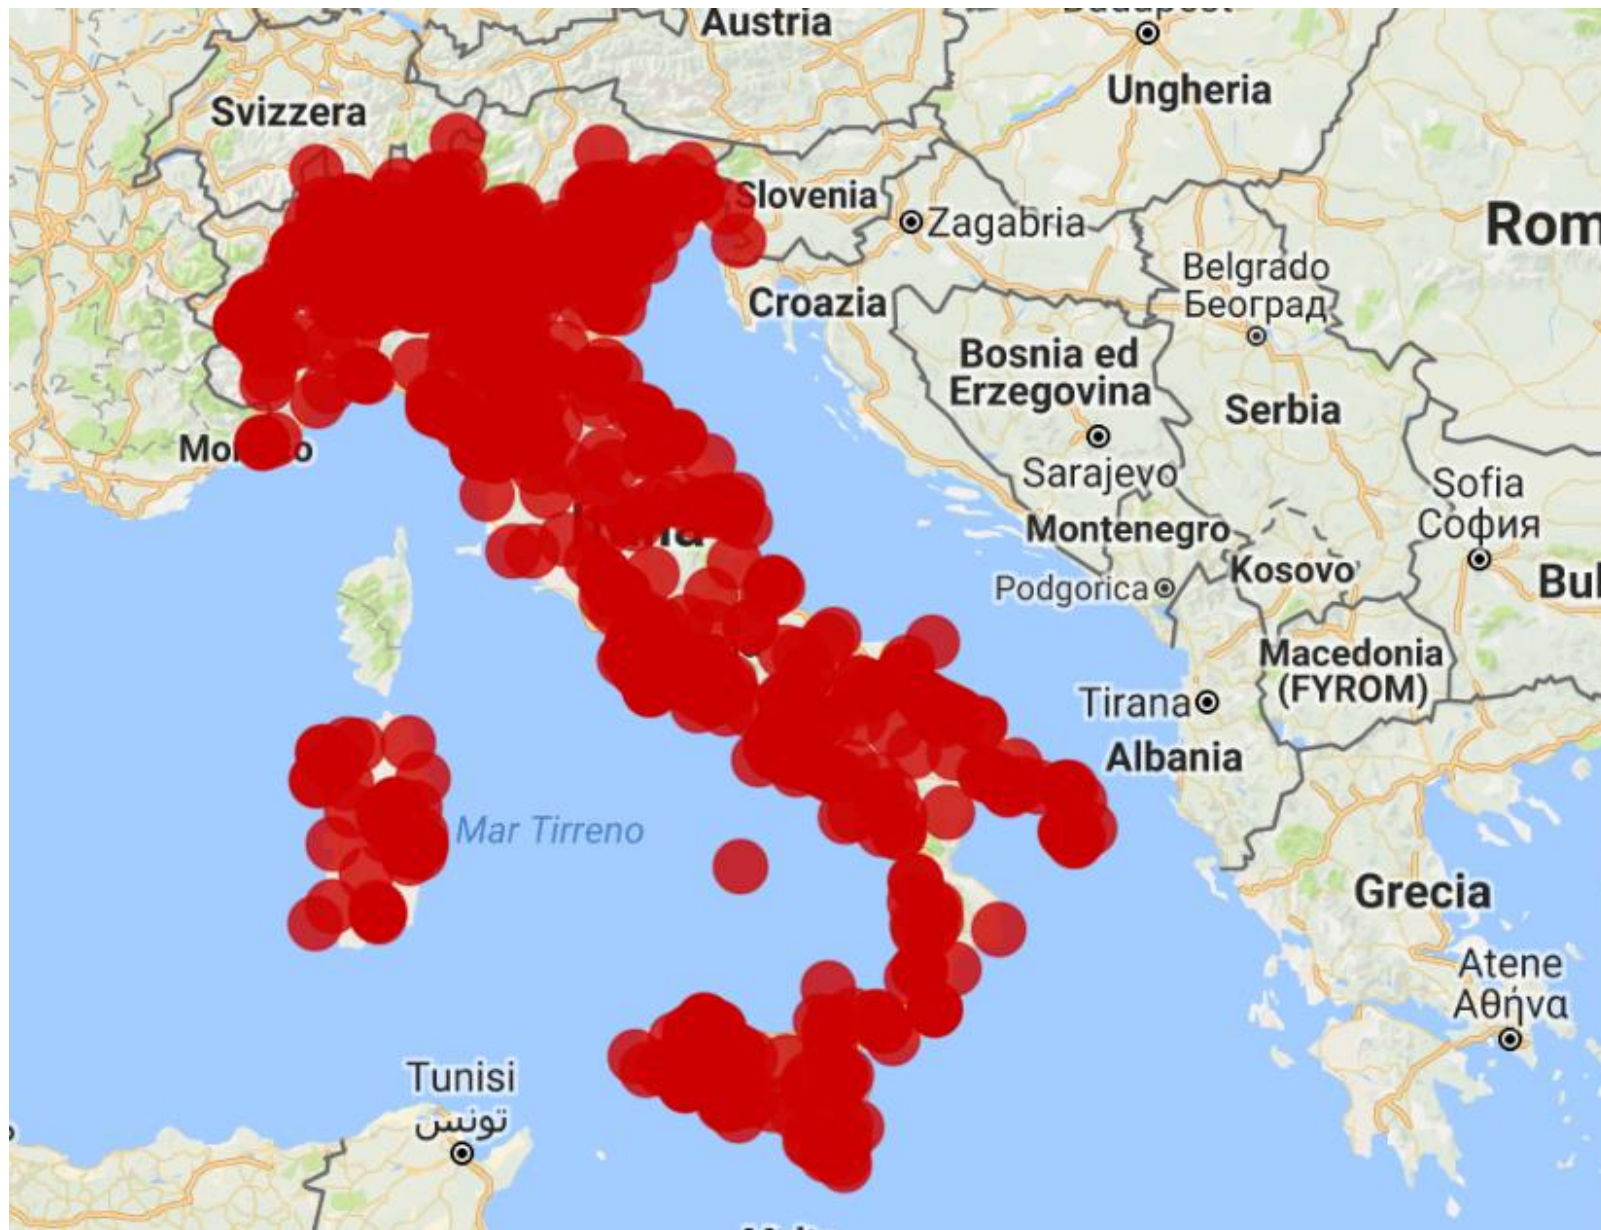 Austria
Budapest
Ungheria
Svizzera
Slovenia
Zagabria
Rom
Belgrado
Београд
Croazia
Bosnia ed
Erzegovina
Serbia
Sarajevo
Sofia
София
Montenegro
Podgorica
Kosovo
Bul
Macedonia
(FYROM)
Tirana
Albania
Mar Tirreno
Grecia
Atene
Αθήνα
Tunisi
تونس